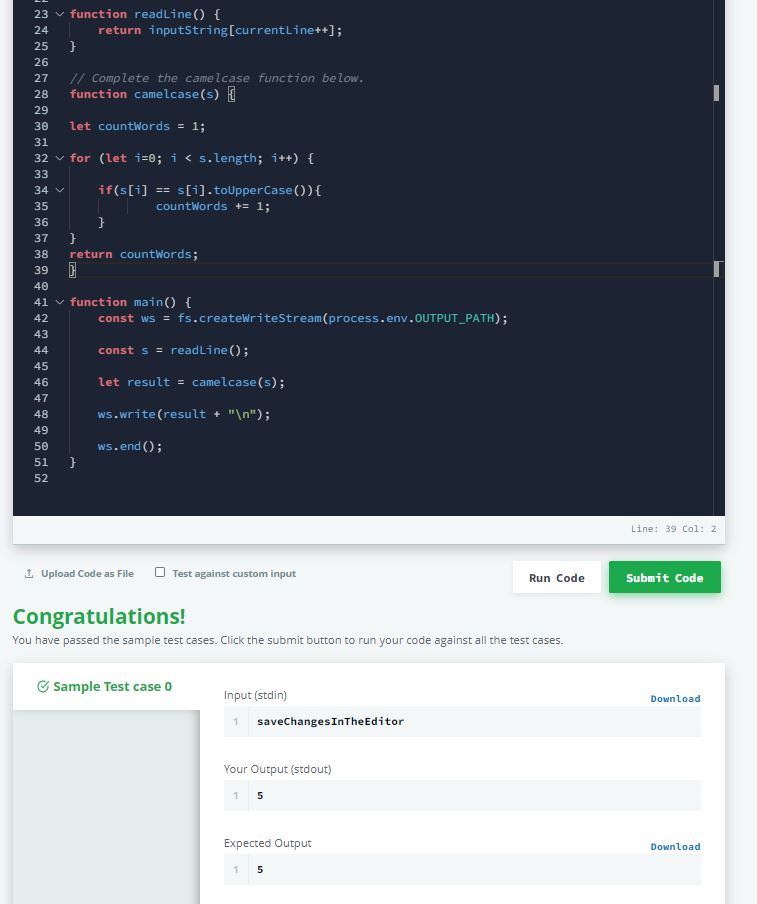 23 function readLine() {
24     return inputString[currentLine++];
25 }
26
27 // Complete the camelcase function below.
28 function camelcase(s) {
29
30 let countWords = 1;
31
32 for (let i=0; i < s.length; i++) {
33
34     if(s[i] == s[i].toUpperCase()){
35             countWords += 1;
36     }
37 }
38 return countWords;
39 }
40
41 function main() {
42     const ws = fs.createWriteStream(process.env.OUTPUT_PATH);
43
44     const s = readLine();
45
46     let result = camelcase(s);
47
48     ws.write(result + "\n");
49
50     ws.end();
51 }
52
Line: 39 Col: 2
Upload Code as File Test against custom input Run Code Submit Code
Congratulations!
You have passed the sample test cases. Click the submit button to run your code against all the test cases.
Sample Test case 0
Input (stdin) Download
1 saveChangesInTheEditor
Your Output (stdout)
1 5
Expected Output Download
1 5